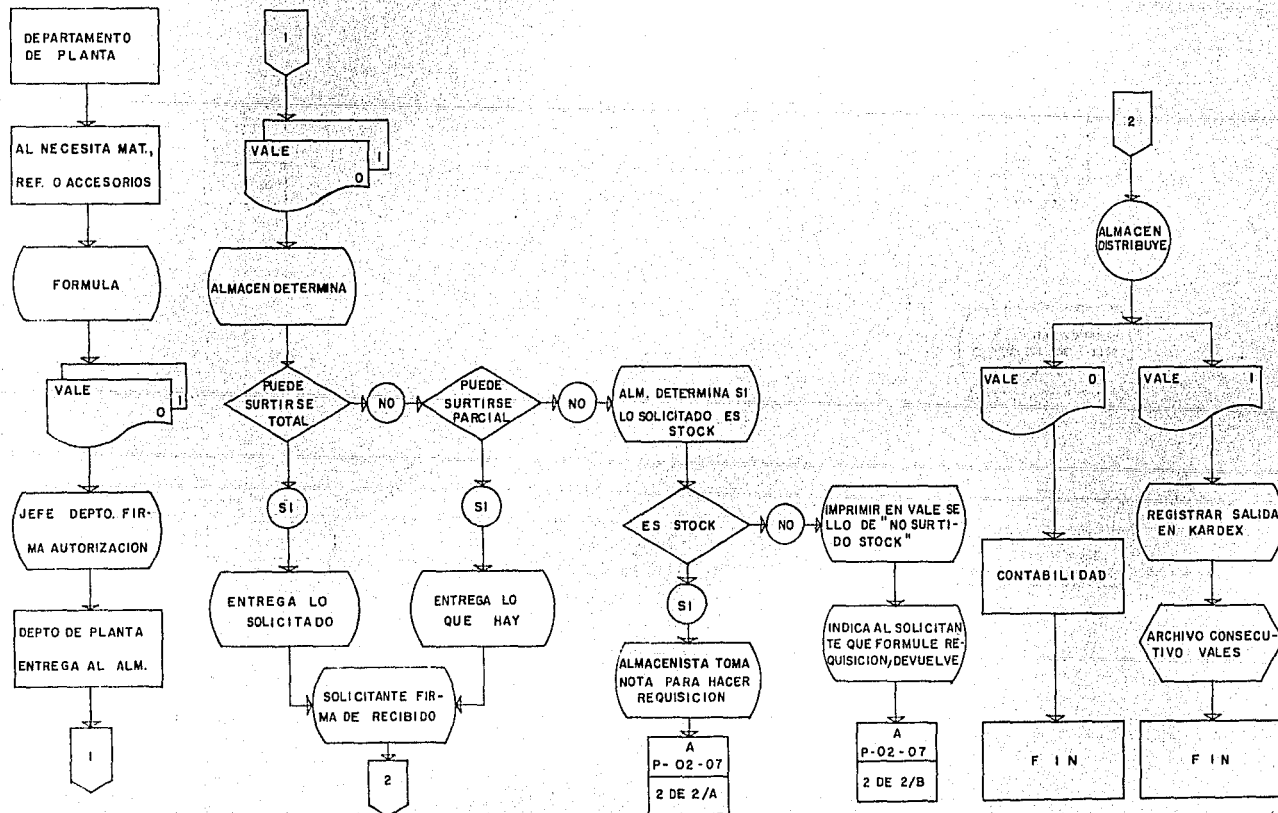 DEPARTAMENTO
DE PLANTA
AL NECESITA MAT.,
REF. O ACCESORIOS
FORMULA
VALE
0
1
JEFE DEPTO. FIR-
MA AUTORIZACION
DEPTO DE PLANTA
ENTREGA AL ALM.
1
1
VALE
0
1
ALMACEN DETERMINA
PUEDE
SURTIRSE
TOTAL
NO
PUEDE
SURTIRSE
PARCIAL
NO
ALM. DETERMINA SI
LO SOLICITADO ES
STOCK
SI
SI
ENTREGA LO
SOLICITADO
ENTREGA LO
QUE HAY
SOLICITANTE FIR-
MA DE RECIBIDO
2
ES STOCK
NO
IMPRIMIR EN VALE SE
LLO DE "NO SURTI-
DO STOCK"
SI
ALMACENISTA TOMA
NOTA PARA HACER
REQUISICION
A
P-02-07
2 DE 2/A
INDICA AL SOLICITAN
TE QUE FORMULE RE-
QUISICION, DEVUELVE
A
P-02-07
2 DE 2/B
2
ALMACEN
DISTRIBUYE
VALE 0
VALE 1
CONTABILIDAD
REGISTRAR SALIDA
EN KARDEX
ARCHIVO CONSECU-
TIVO VALES
FIN
FIN